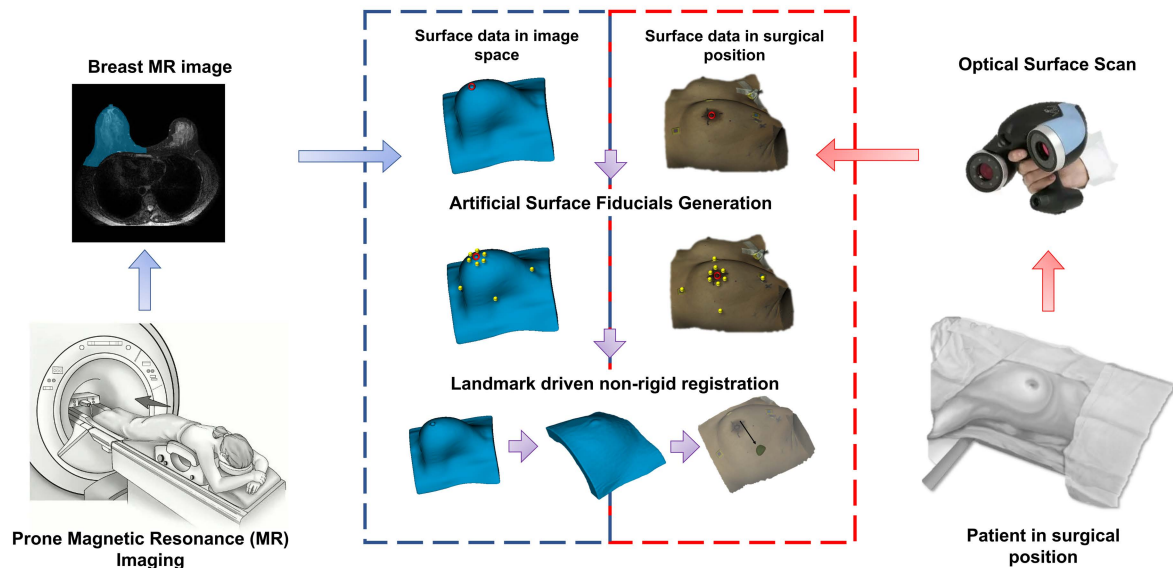 Surface data in image
space
Surface data in surgical
position
Breast MR image
Optical Surface Scan
Artificial Surface Fiducials Generation
Landmark driven non-rigid registration
Prone Magnetic Resonance (MR)
Imaging
Patient in surgical
position